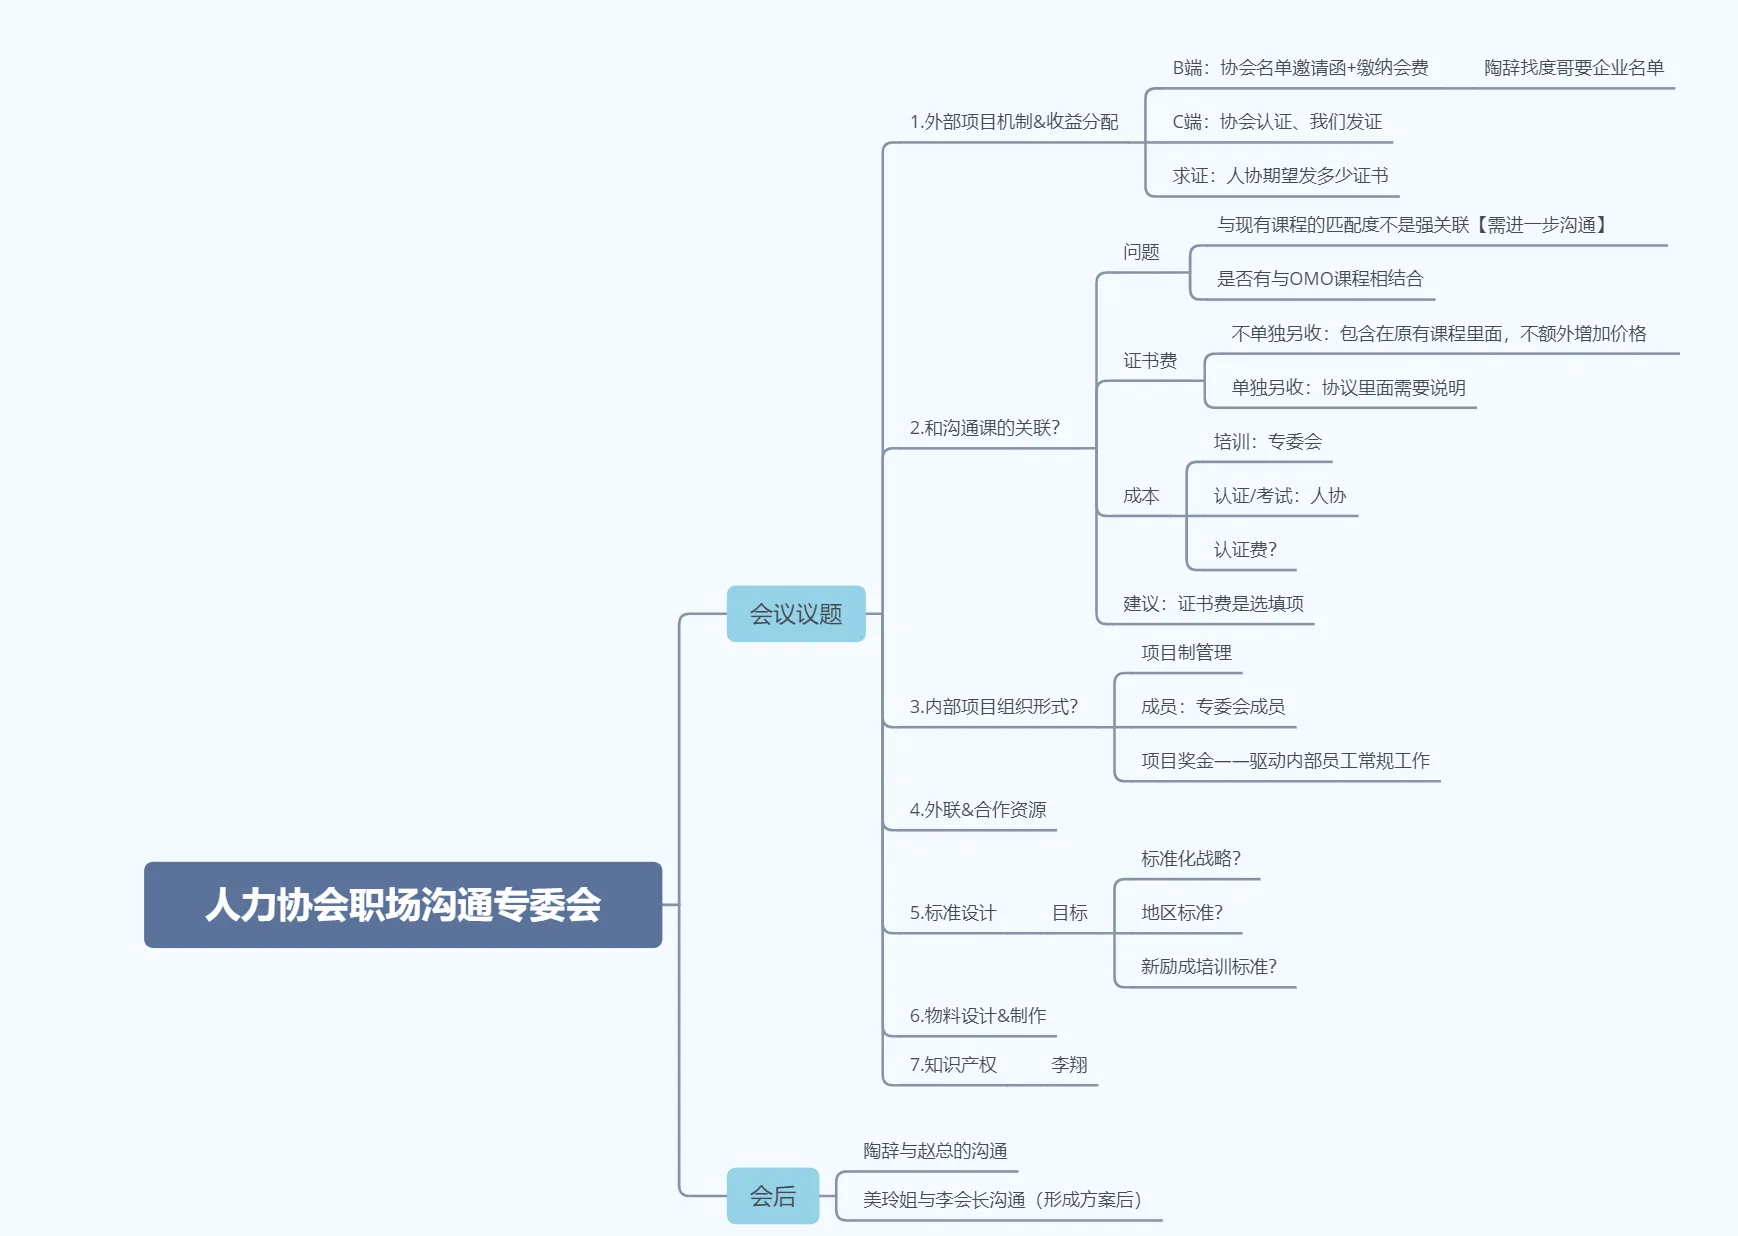 人力协会职场沟通专委会
会议议题
1.外部项目机制&收益分配
B端：协会名单邀请函+缴纳会费
陶辞找度哥要企业名单
C端：协会认证、我们发证
求证：人协期望发多少证书
2.和沟通课的关联？
问题
与现有课程的匹配度不是强关联【需进一步沟通】
是否有与OMO课程相结合
证书费
不单独另收：包含在原有课程里面，不额外增加价格
单独另收：协议里面需要说明
成本
培训：专委会
认证/考试：人协
认证费？
建议：证书费是选填项
3.内部项目组织形式？
项目制管理
成员：专委会成员
项目奖金——驱动内部员工常规工作
4.外联&合作资源
5.标准设计
目标
标准化战略？
地区标准？
新励成培训标准？
6.物料设计&制作
7.知识产权
李翔
会后
陶辞与赵总的沟通
美玲姐与李会长沟通（形成方案后）